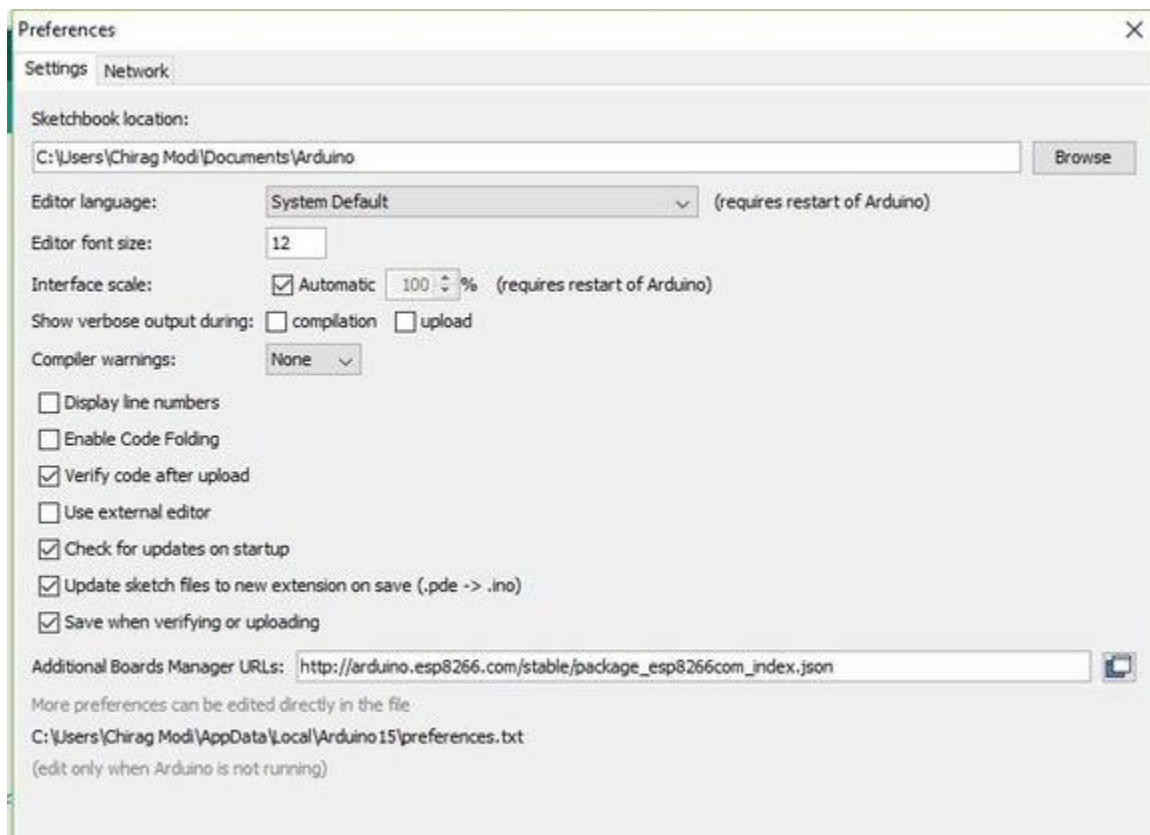 Preferences
Settings Network
Sketchbook location:
C:\Users\Chirag Modi\Documents\Arduino Browse
Editor language: System Default (requires restart of Arduino)
Editor font size: 12
Interface scale: Automatic 100 % (requires restart of Arduino)
Show verbose output during: compilation upload
Compiler warnings: None
Display line numbers
Enable Code Folding
Verify code after upload
Use external editor
Check for updates on startup
Update sketch files to new extension on save (.pde -> .ino)
Save when verifying or uploading
Additional Boards Manager URLs: http://arduino.esp8266.com/stable/package_esp8266com_index.json
More preferences can be edited directly in the file
C:\Users\Chirag Modi\AppData\Local\Arduino15\preferences.txt
(edit only when Arduino is not running)